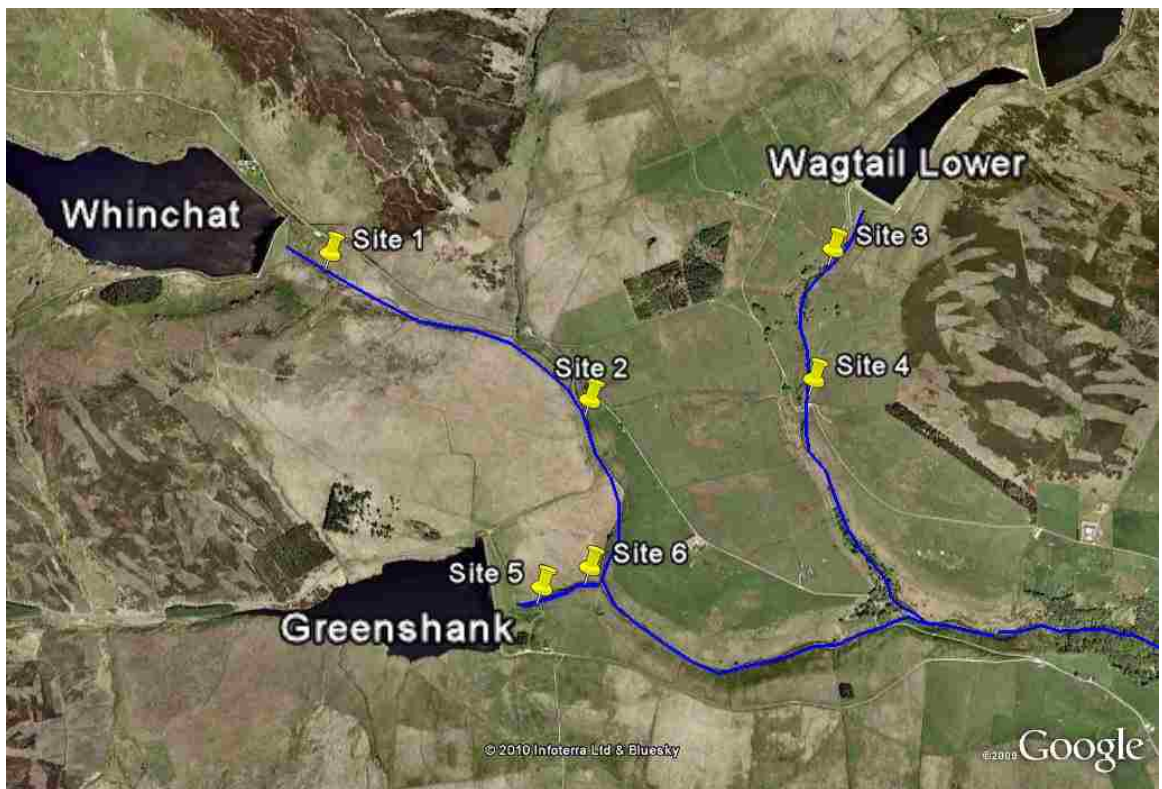 Wagtail Lower
Whinchat
Site 1
Site 3
Site 2
Site 4
Site 6
Site 5
Greenshank
© 2010 Infoterra Ltd & Bluesky
©2009 Google